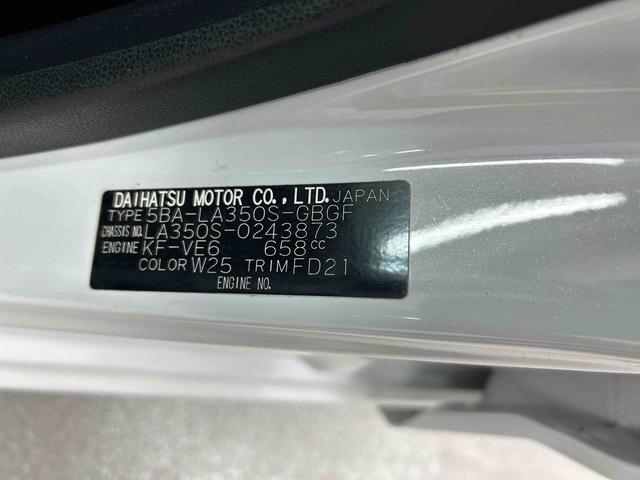 DAIHATSU MOTOR CO.,LTD. JAPAN
TYPE 5BA-LA350S-GBGF
CHASSIS NO. LA350S-0243873
ENGINE KF-VE6 658CC
COLOR W25 TRIM FD21
ENGINE NO.